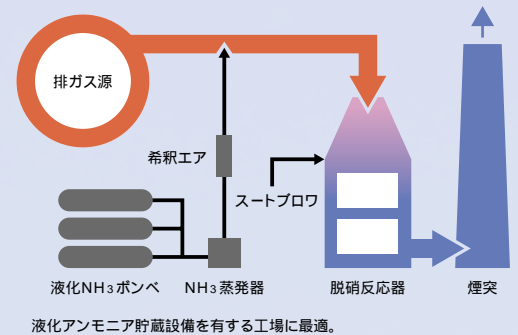 排ガス源
希釈エア
スートブロワ
液化NH₃ボンベ
NH₃蒸発器
脱硝反応器
煙突
液化アンモニア貯蔵設備を有する工場に最適。